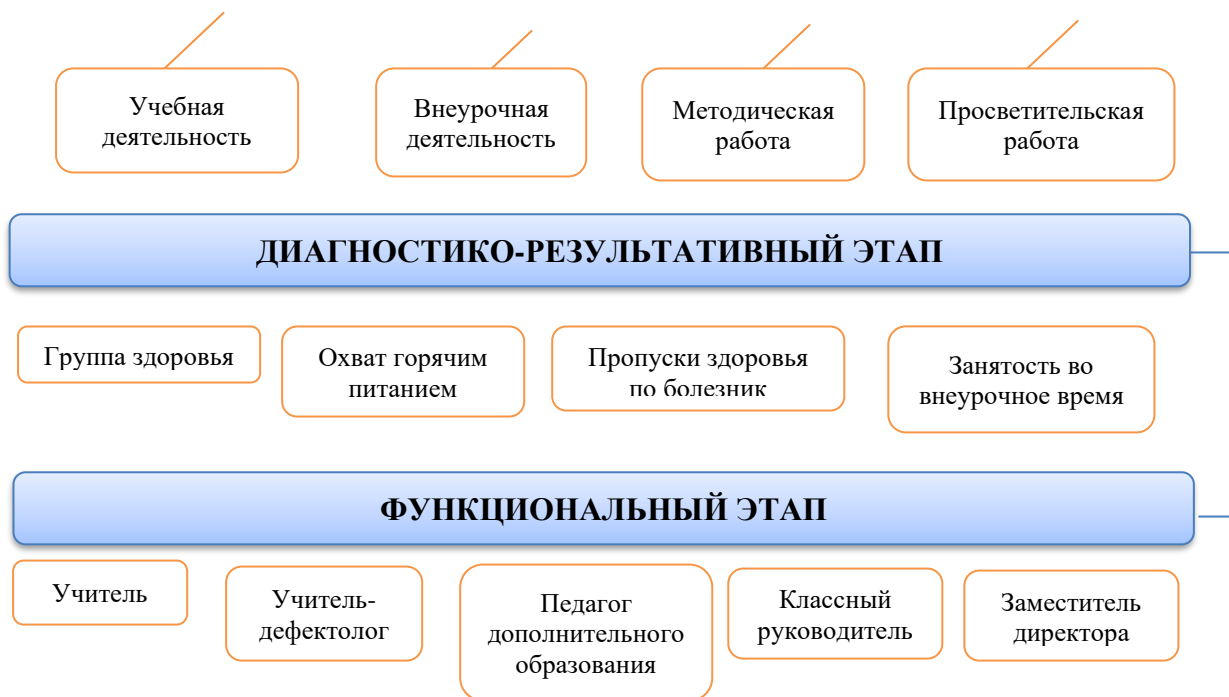 Учебная
деятельность
Внеурочная
деятельность
Методическая
работа
Просветительская
работа
ДИАГНОСТИКО-РЕЗУЛЬТАТИВНЫЙ ЭТАП
Группа здоровья
Охват горячим
питанием
Пропуски здоровья
по болезник
Занятость во
внеурочное время
ФУНКЦИОНАЛЬНЫЙ ЭТАП
Учитель
Учитель-
дефектолог
Педагог
дополнительного
образования
Классный
руководитель
Заместитель
директора